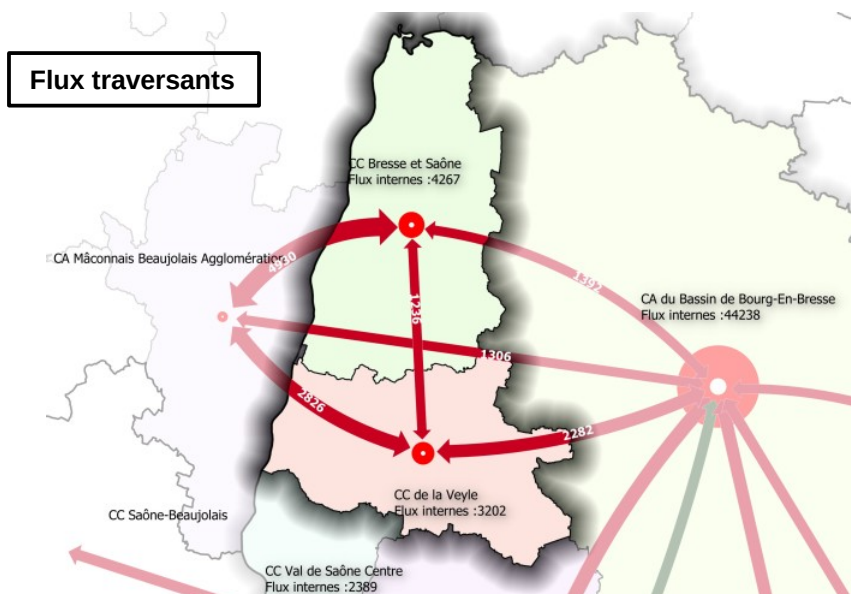 Flux traversants
CC Bresse et Saône
Flux internes :4267
CA Mâconnais Beaujolais Agglomération
4930
1392
1736
CA du Bassin de Bourg-En-Bresse
Flux internes :44238
1306
2826
2282
CC de la Veyle
Flux internes :3202
CC Saône-Beaujolais
CC Val de Saône Centre
Flux internes :2389